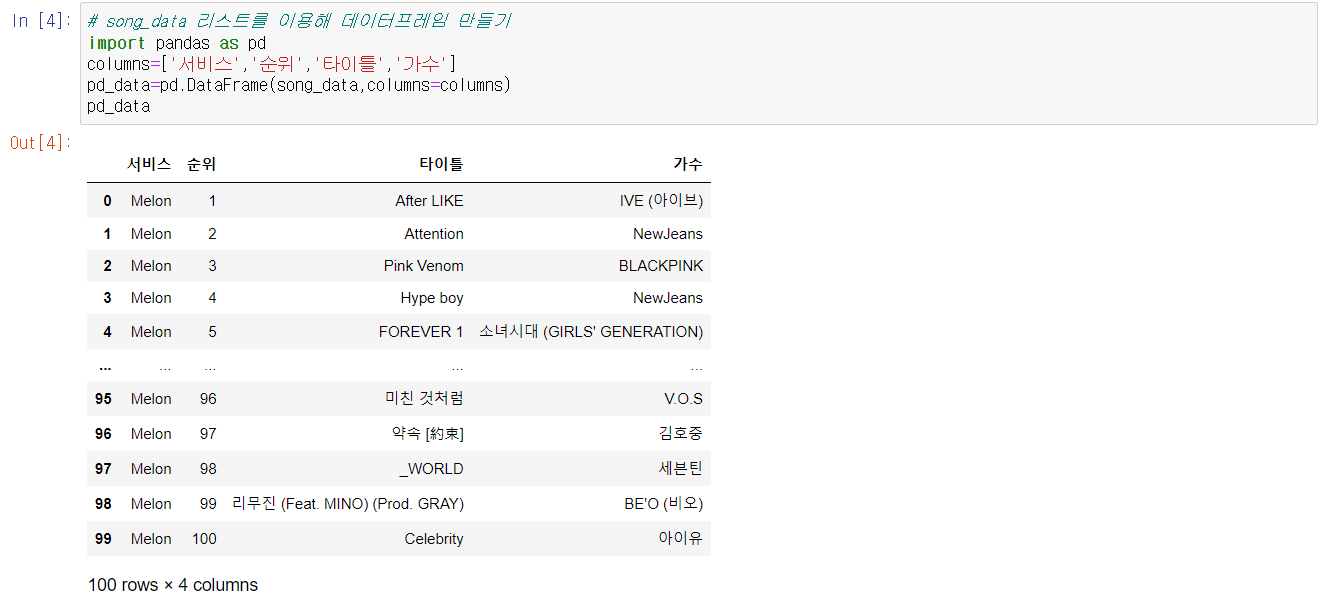 In [4]: # song_data 리스트를 이용해 데이터프레임 만들기
import pandas as pd
columns=['서비스','순위','타이틀','가수']
pd_data=pd.DataFrame(song_data,columns=columns)
pd_data
Out[4]:
서비스 순위 타이틀 가수
0 Melon 1 After LIKE IVE (아이브)
1 Melon 2 Attention NewJeans
2 Melon 3 Pink Venom BLACKPINK
3 Melon 4 Hype boy NewJeans
4 Melon 5 FOREVER 1 소녀시대 (GIRLS' GENERATION)
... ... ... ... ...
95 Melon 96 미친 것처럼 V.O.S
96 Melon 97 약속 [約束] 김호중
97 Melon 98 _WORLD 세븐틴
98 Melon 99 리무진 (Feat. MINO) (Prod. GRAY) BE'O (비오)
99 Melon 100 Celebrity 아이유
100 rows × 4 columns